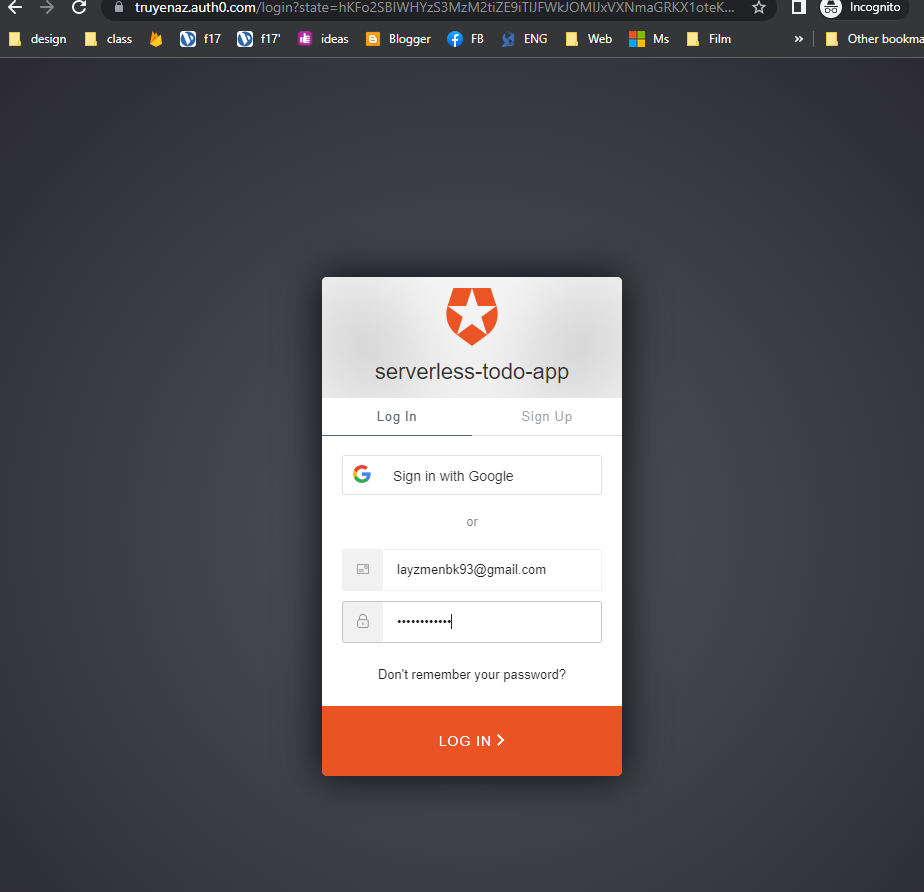 truyenaz.auth0.com/login?state=hKFo2SBlWHYzS3MzM2tiZE9iTlJFWkJOMlJxVXNmaGRKX1oteK...
Incognito
design class f17 f17' ideas Blogger FB ENG Web Ms Film » Other bookma
serverless-todo-app
Log In Sign Up
Sign in with Google
or
layzmenbk93@gmail.com
••••••••••••
Don't remember your password?
LOG IN